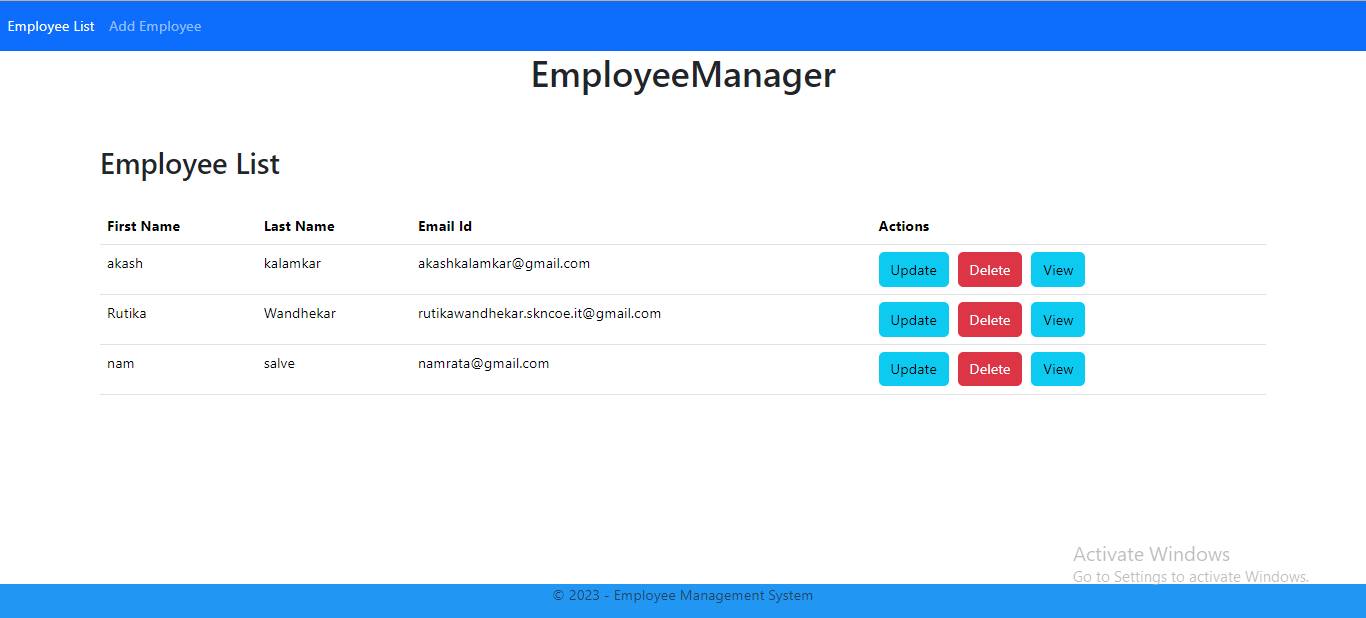 Employee List Add Employee
EmployeeManager
Employee List
First Name Last Name Email Id Actions
akash kalamkar akashkalamkar@gmail.com Update Delete View
Rutika Wandhekar rutikawandhekar.skncoe.it@gmail.com Update Delete View
nam salve namrata@gmail.com Update Delete View
Activate Windows
Go to Settings to activate Windows.
© 2023 - Employee Management System